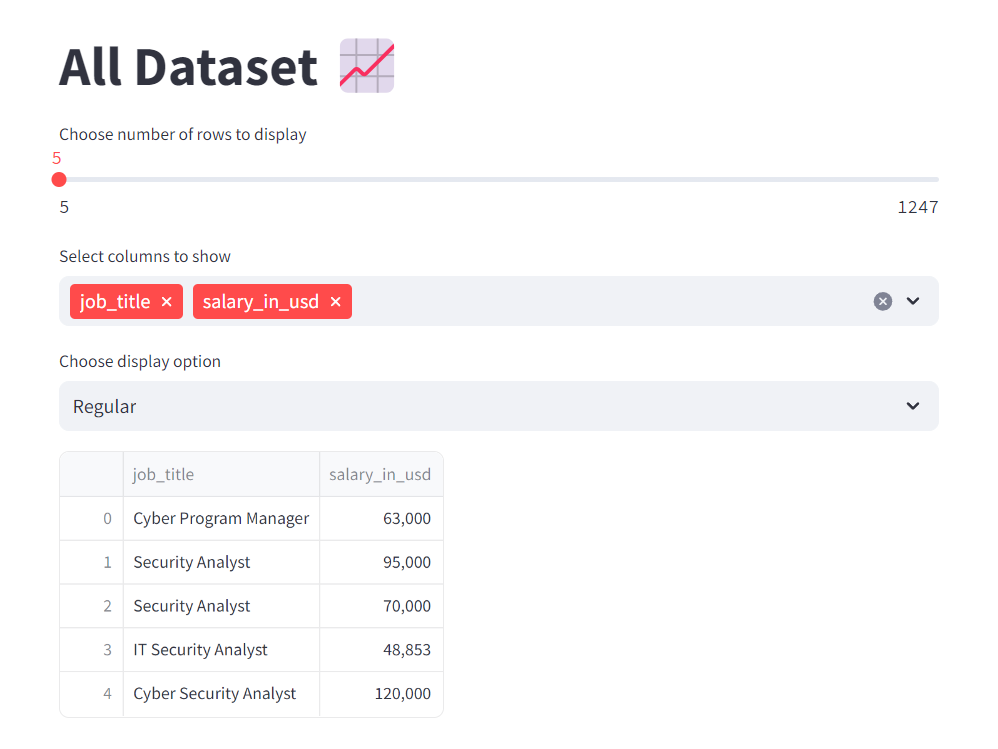 All Dataset
Choose number of rows to display
5
5 1247
Select columns to show
job_title salary_in_usd
Choose display option
Regular
job_title salary_in_usd
0 Cyber Program Manager 63,000
1 Security Analyst 95,000
2 Security Analyst 70,000
3 IT Security Analyst 48,853
4 Cyber Security Analyst 120,000